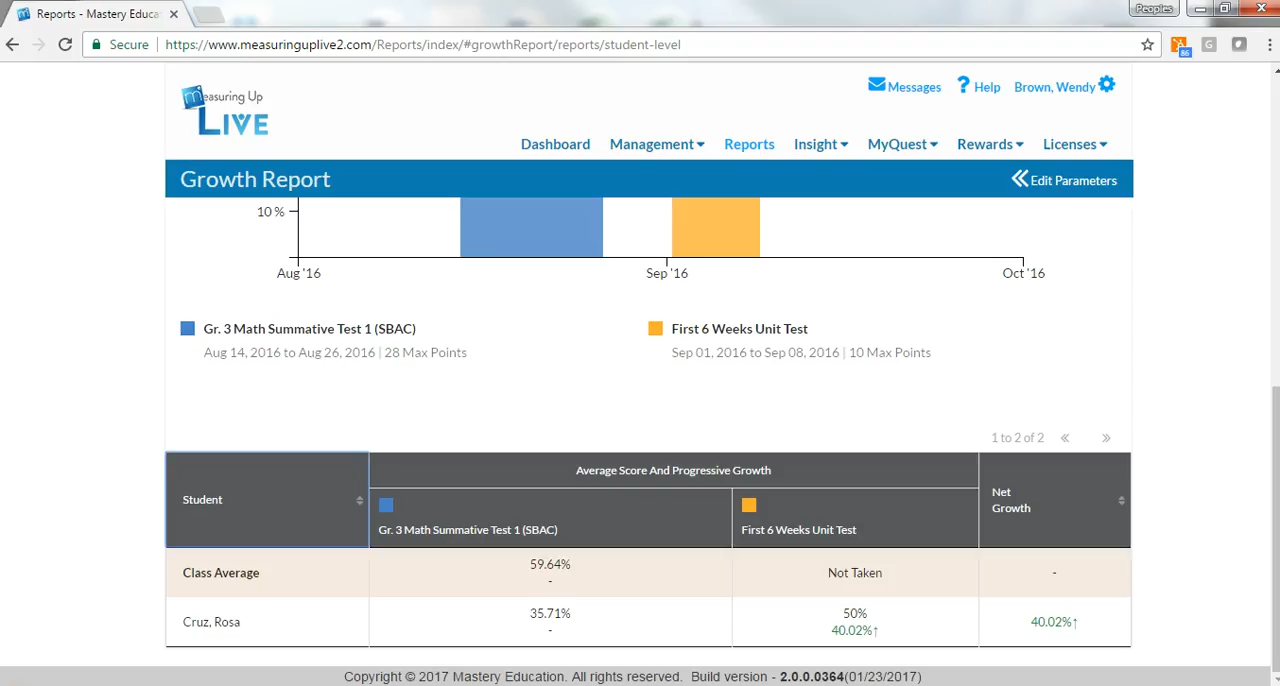 Reports - Mastery Educa
Peoples
Secure
https://www.measuringuplive2.com/Reports/index/#growthReport/reports/student-level
86
G
Messages
? Help
Brown, Wendy
measuring Up
LIVE
Dashboard
Management
Reports
Insight
MyQuest
Rewards
Licenses
Growth Report
Edit Parameters
10 %
Aug '16
Sep '16
Oct '16
Gr. 3 Math Summative Test 1 (SBAC)
Aug 14, 2016 to Aug 26, 2016 | 28 Max Points
First 6 Weeks Unit Test
Sep 01, 2016 to Sep 08, 2016 | 10 Max Points
1 to 2 of 2 « »
Student
Average Score And Progressive Growth
Gr. 3 Math Summative Test 1 (SBAC)
First 6 Weeks Unit Test
Net
Growth
Class Average
59.64%
-
Not Taken
-
Cruz, Rosa
35.71%
-
50%
40.02%↑
40.02%↑
Copyright © 2017 Mastery Education. All rights reserved. Build version - 2.0.0.0364(01/23/2017)